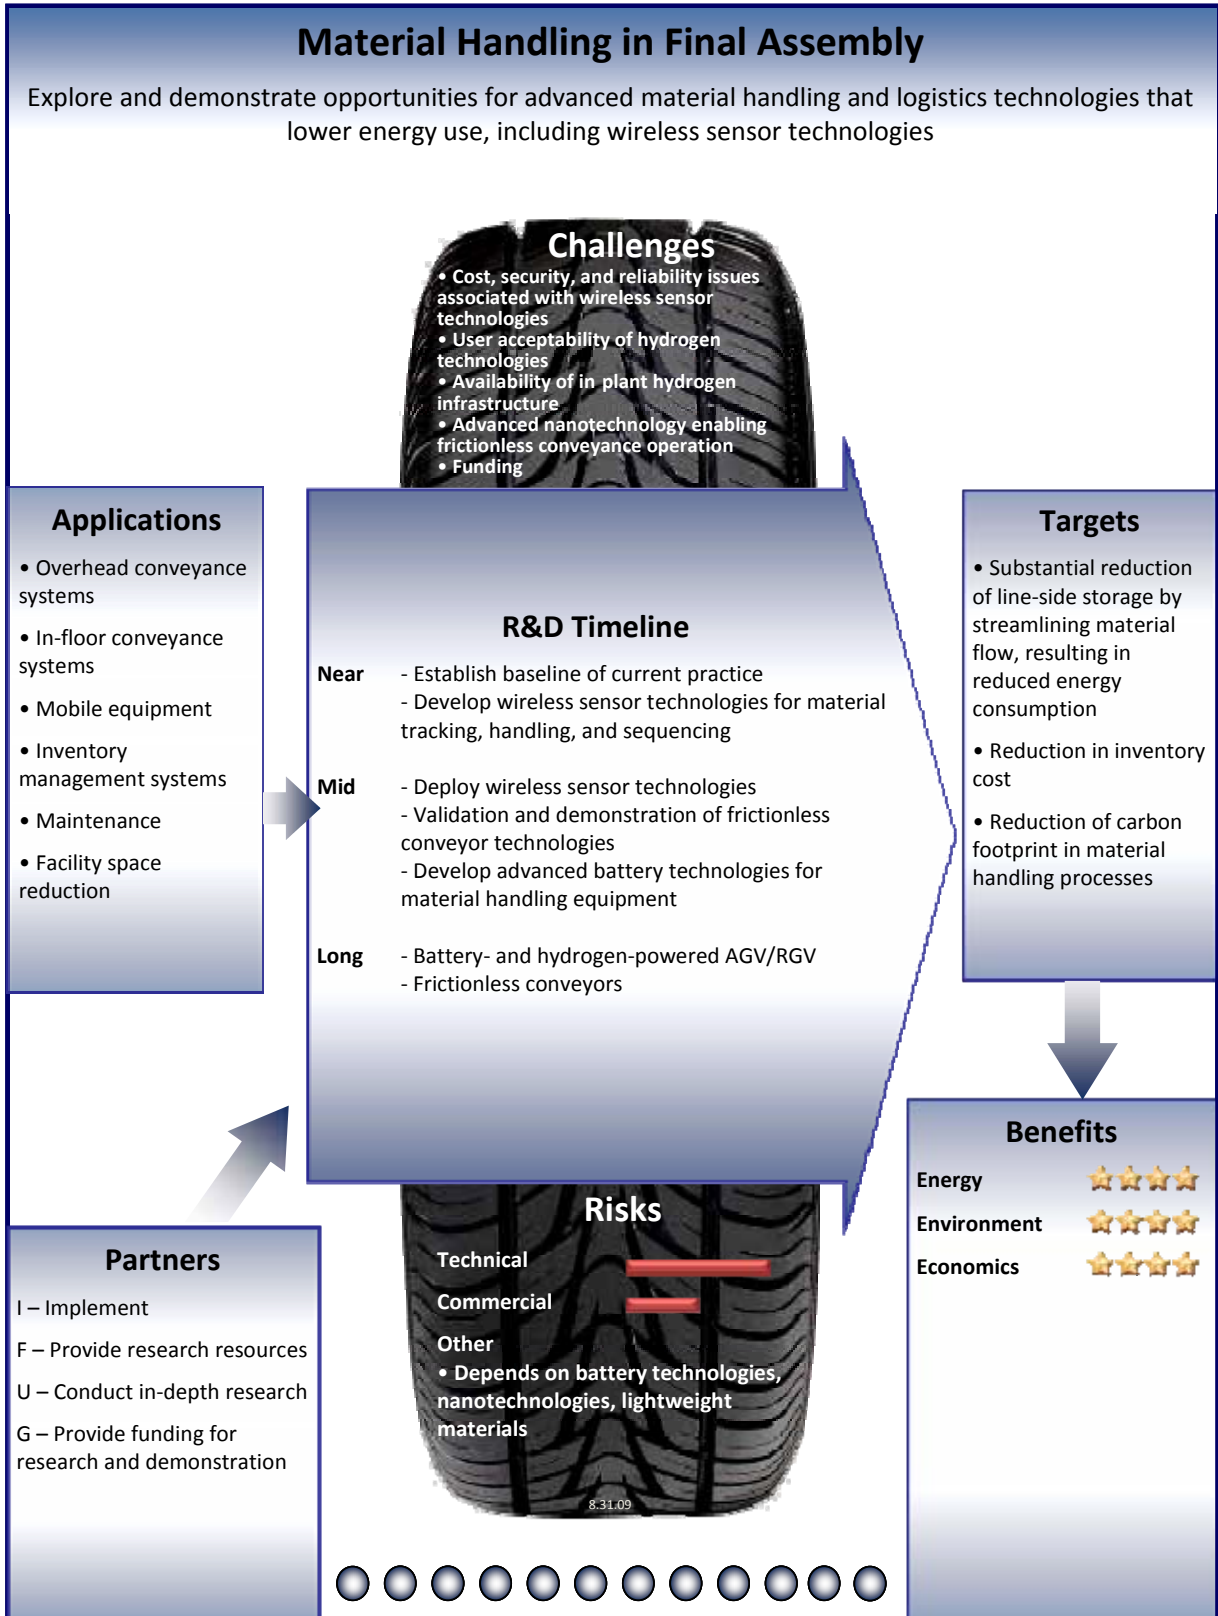 Material Handling in Final Assembly
Explore and demonstrate opportunities for advanced material handling and logistics technologies that
lower energy use, including wireless sensor technologies
Challenges
• Cost, security, and reliability issues
associated with wireless sensor
technologies
• User acceptability of hydrogen
technologies
• Availability of in plant hydrogen
infrastructure
• Advanced nanotechnology enabling
frictionless conveyance operation
• Funding
Applications
• Overhead conveyance
systems
• In-floor conveyance
systems
• Mobile equipment
• Inventory
management systems
• Maintenance
• Facility space
reduction
R&D Timeline
Near - Establish baseline of current practice
- Develop wireless sensor technologies for material
tracking, handling, and sequencing
Mid - Deploy wireless sensor technologies
- Validation and demonstration of frictionless
conveyor technologies
- Develop advanced battery technologies for
material handling equipment
Long - Battery- and hydrogen-powered AGV/RGV
- Frictionless conveyors
Targets
• Substantial reduction
of line-side storage by
streamlining material
flow, resulting in
reduced energy
consumption
• Reduction in inventory
cost
• Reduction of carbon
footprint in material
handling processes
Partners
I – Implement
F – Provide research resources
U – Conduct in-depth research
G – Provide funding for
research and demonstration
Risks
Technical
Commercial
Other
• Depends on battery technologies,
nanotechnologies, lightweight
materials
8.31.09
Benefits
Energy
Environment
Economics